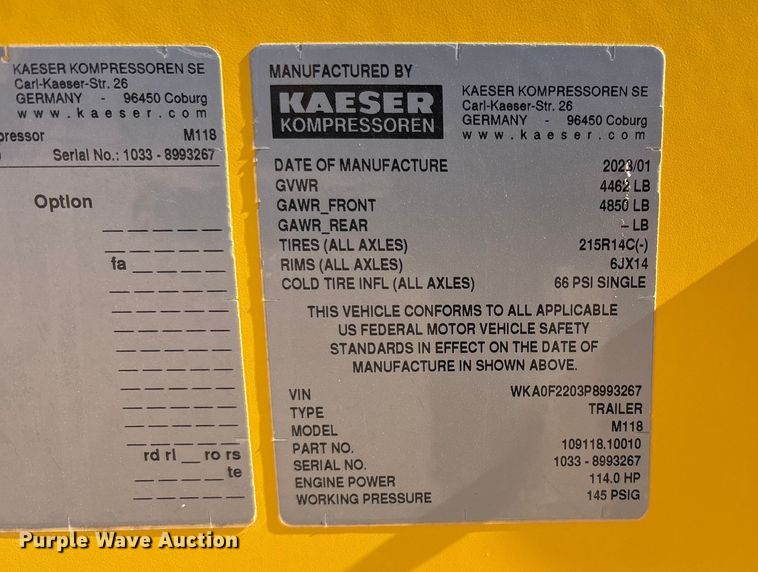 KAESER KOMPRESSOREN SE
Carl-Kaeser-Str. 26
GERMANY - 96450 Coburg
www.kaeser.com
pressor M118
Serial No.: 1033 - 8993267
Option
fa
rd rl __ ro rs
te
MANUFACTURED BY
KAESER
KOMPRESSOREN
KAESER KOMPRESSOREN SE
Carl-Kaeser-Str. 26
GERMANY - 96450 Coburg
www.kaeser.com
DATE OF MANUFACTURE 2023/01
GVWR 4462 LB
GAWR_FRONT 4850 LB
GAWR_REAR – LB
TIRES (ALL AXLES) 215R14C(-)
RIMS (ALL AXLES) 6JX14
COLD TIRE INFL (ALL AXLES) 66 PSI SINGLE
THIS VEHICLE CONFORMS TO ALL APPLICABLE
US FEDERAL MOTOR VEHICLE SAFETY
STANDARDS IN EFFECT ON THE DATE OF
MANUFACTURE IN SHOWN ABOVE.
VIN WKA0F2203P8993267
TYPE TRAILER
MODEL M118
PART NO. 109118.10010
SERIAL NO. 1033 - 8993267
ENGINE POWER 114.0 HP
WORKING PRESSURE 145 PSIG
Purple Wave Auction